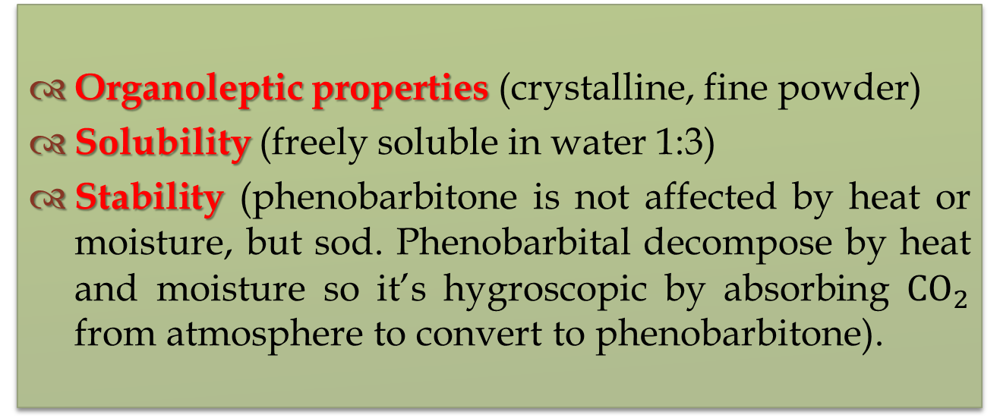 Organoleptic properties (crystalline, fine powder)
Solubility (freely soluble in water 1:3)
Stability (phenobarbitone is not affected by heat or
moisture, but sod. Phenobarbital decompose by heat
and moisture so it’s hygroscopic by absorbing CO₂
from atmosphere to convert to phenobarbitone).